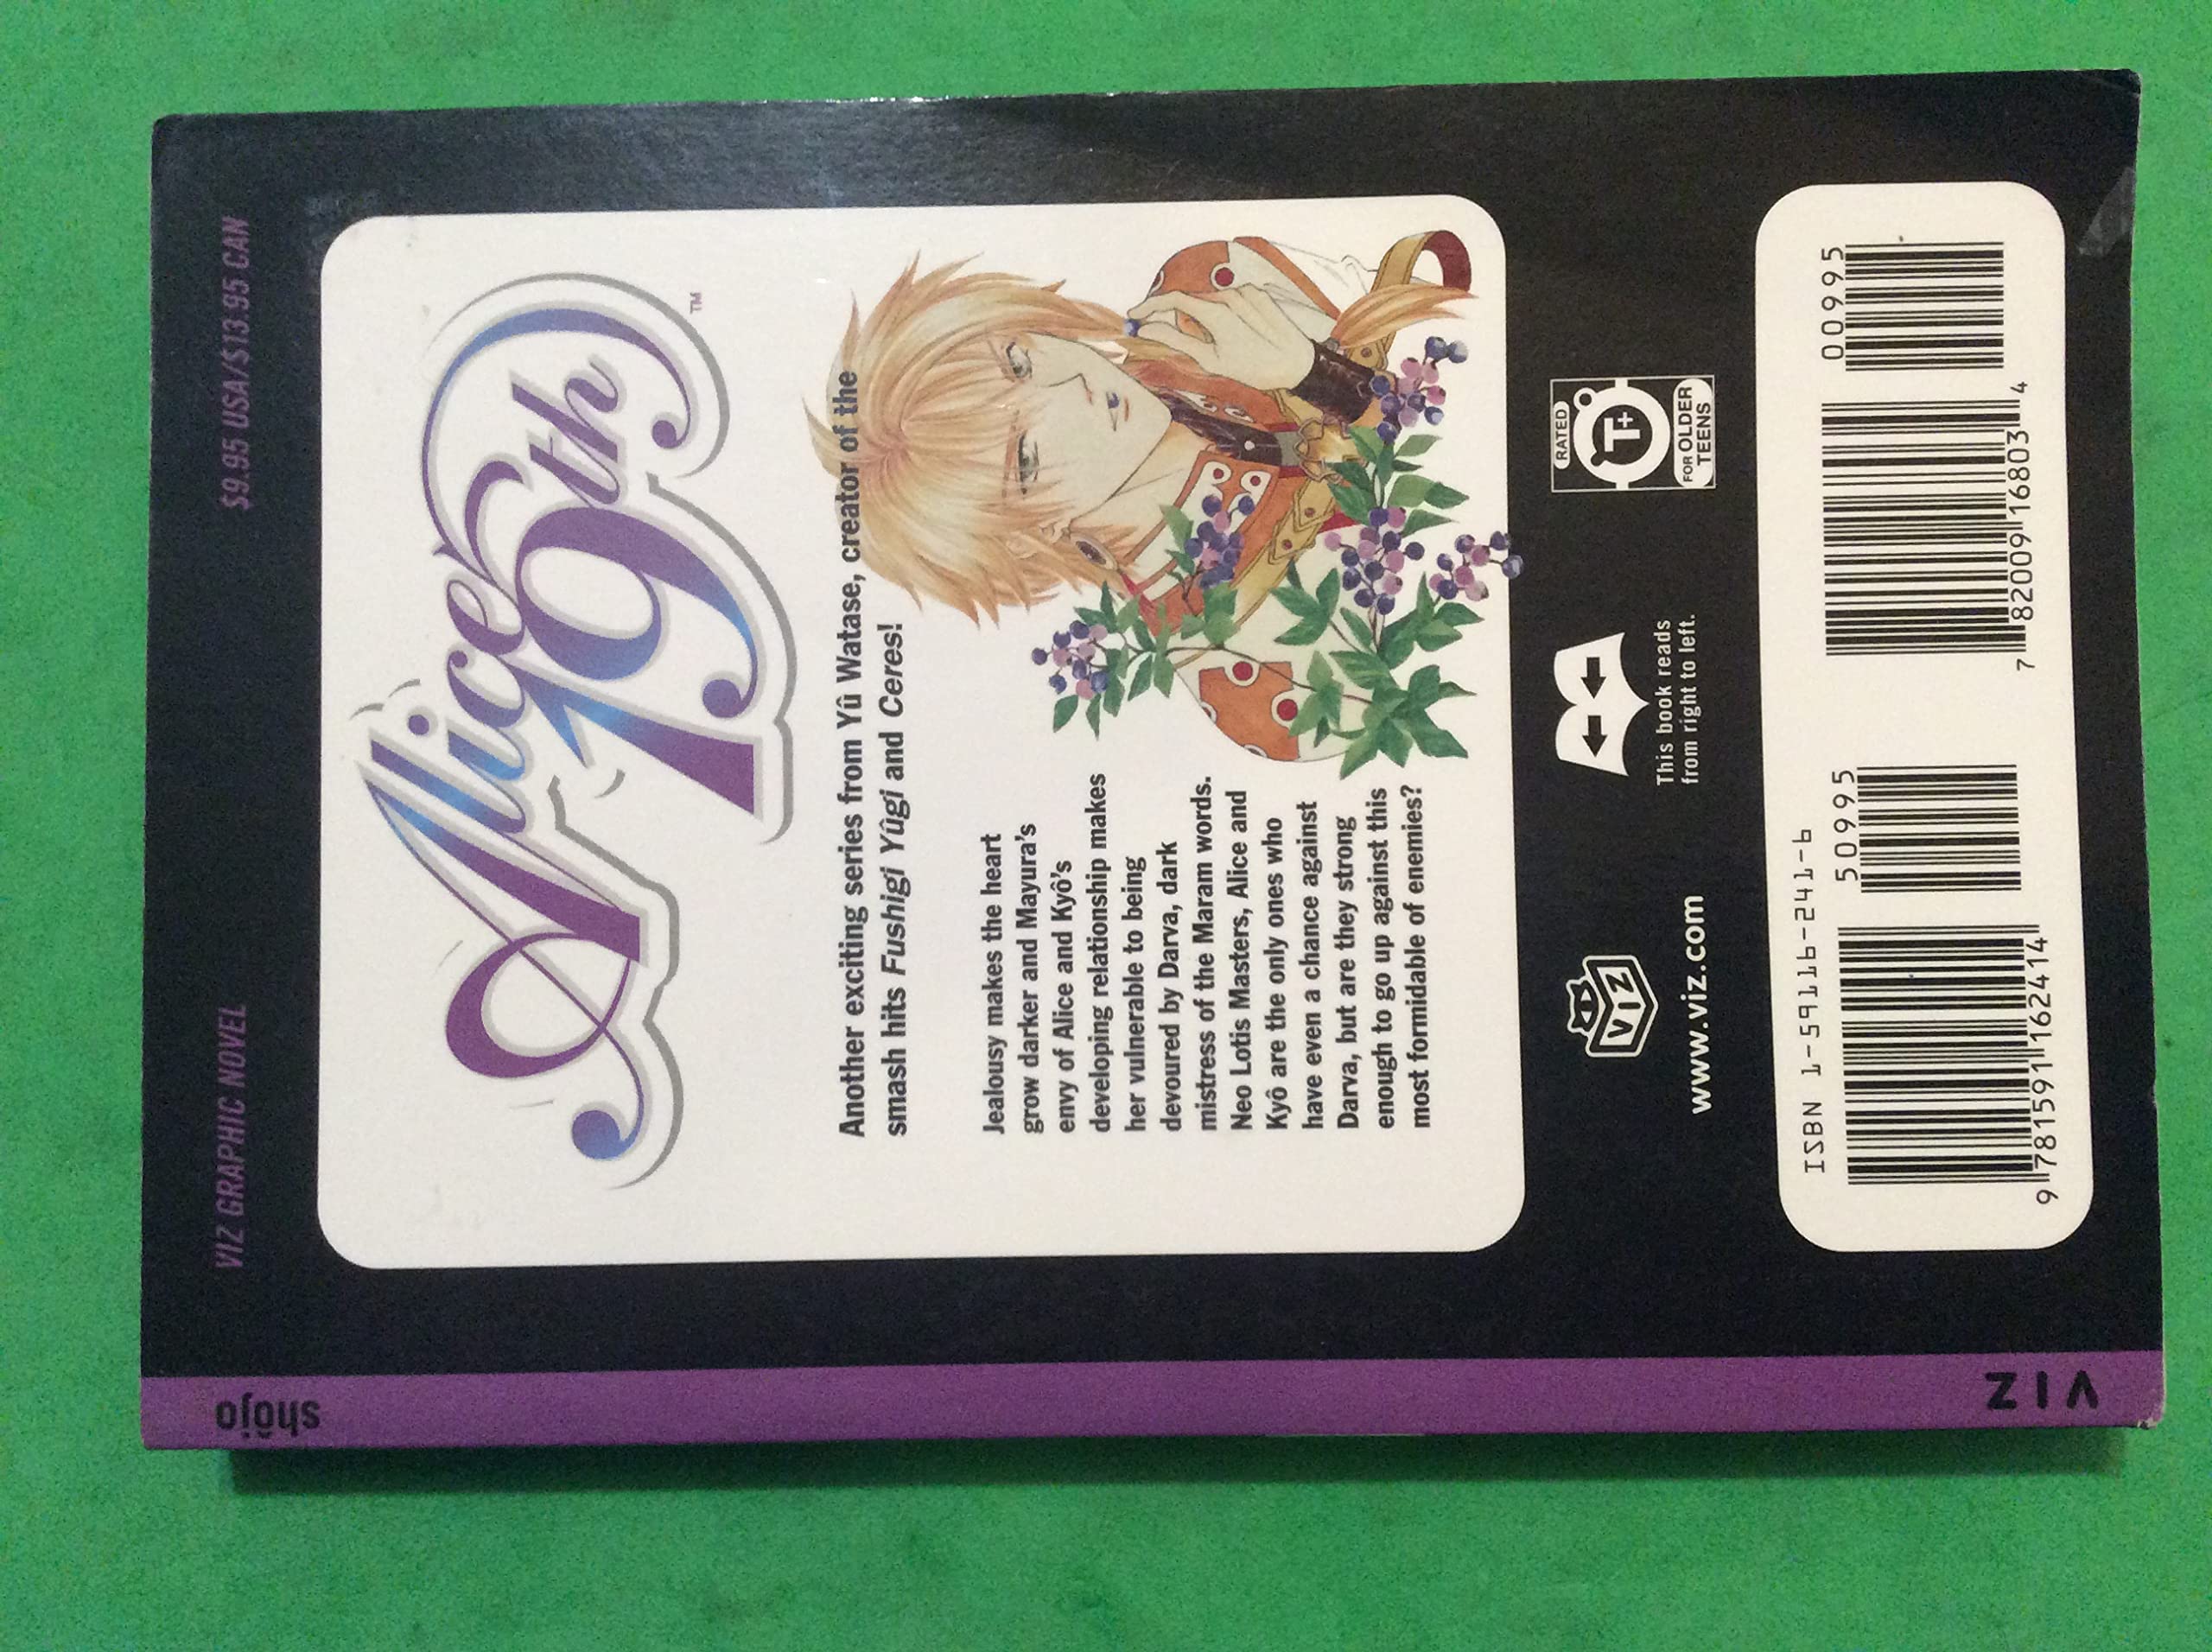 VIZ GRAPHIC NOVEL
$9.95 USA/$13.95 CAN
Alice
19th
™
Another exciting series from Yû Watase, creator of the
smash hits Fushigi Yûgi and Ceres!
Jealousy makes the heart
grow darker and Mayura's
envy of Alice and Kyô's
developing relationship makes
her vulnerable to being
devoured by Darva, dark
mistress of the Maram words.
Neo Lotis Masters, Alice and
Kyô are the only ones who
have even a chance against
Darva, but are they strong
enough to go up against this
most formidable of enemies?
VIZ
www.viz.com
This book reads
from right to left.
RATED
T+
FOR OLDER
TEENS
ISBN 1-59116-241-6
50995
9 781591 162414
00995
7 82009 16803 4
shôjo
VIZ